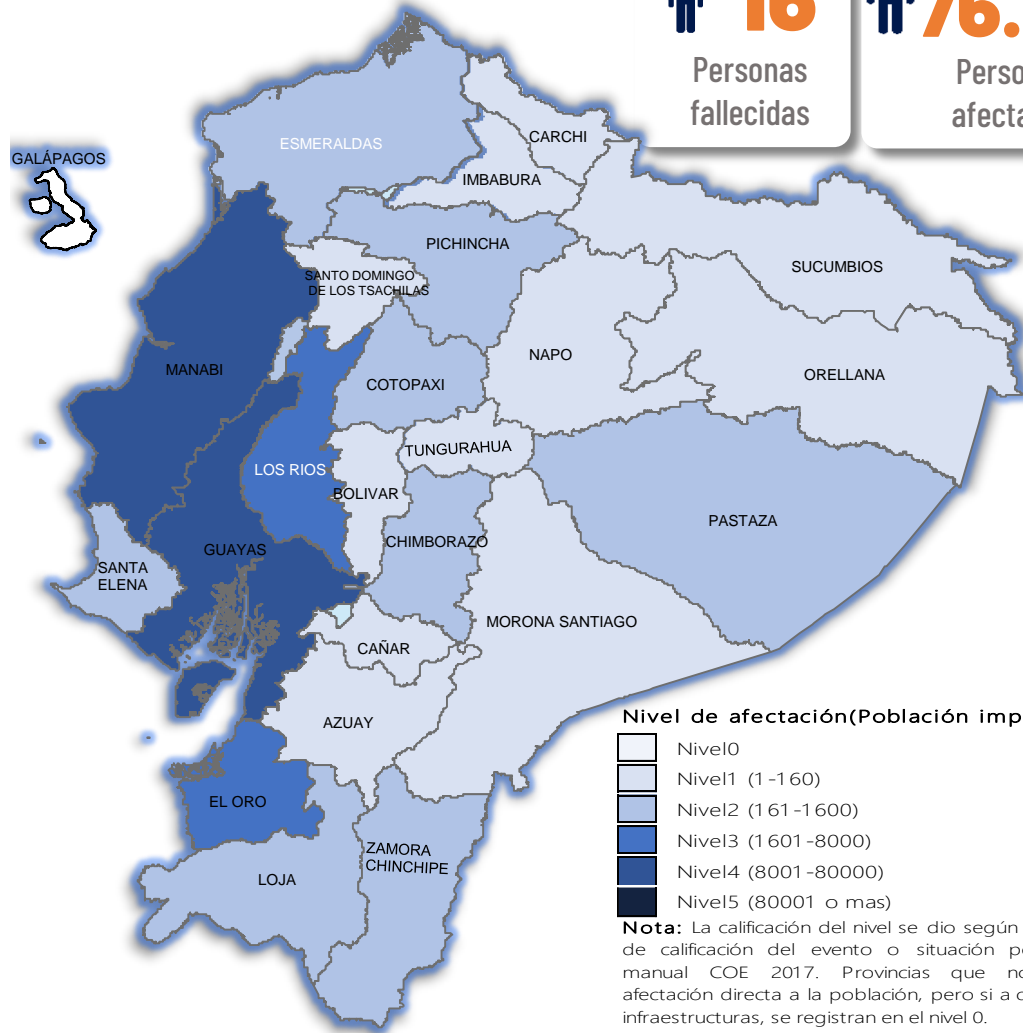 16
76.
Personas
fallecidas
GALÁPAGOS
ESMERALDAS
CARCHI
IMBABURA
PICHINCHA
SUCUMBIOS
SANTO DOMINGO
DE LOS TSACHILAS
NAPO
MANABI
COTOPAXI
ORELLANA
TUNGURAHUA
LOS RIOS
BOLIVAR
PASTAZA
CHIMBORAZO
GUAYAS
SANTA
ELENA
MORONA SANTIAGO
CAÑAR
AZUAY
EL ORO
ZAMORA
CHINCHIPE
LOJA
Nivel de afectación(Población
Nivel0
Nivel1 (1-160)
Nivel2 (161-1600)
Nivel3 (1601-8000)
Nivel4 (8001-80000)
Nivel5 (80001 o mas)
Nota: La calificación del nivel se dio según
de calificación del evento o situación
manual COE 2017. Provincias que
afectación directa a la población, pero si a
infraestructuras, se registran en el nivel 0.